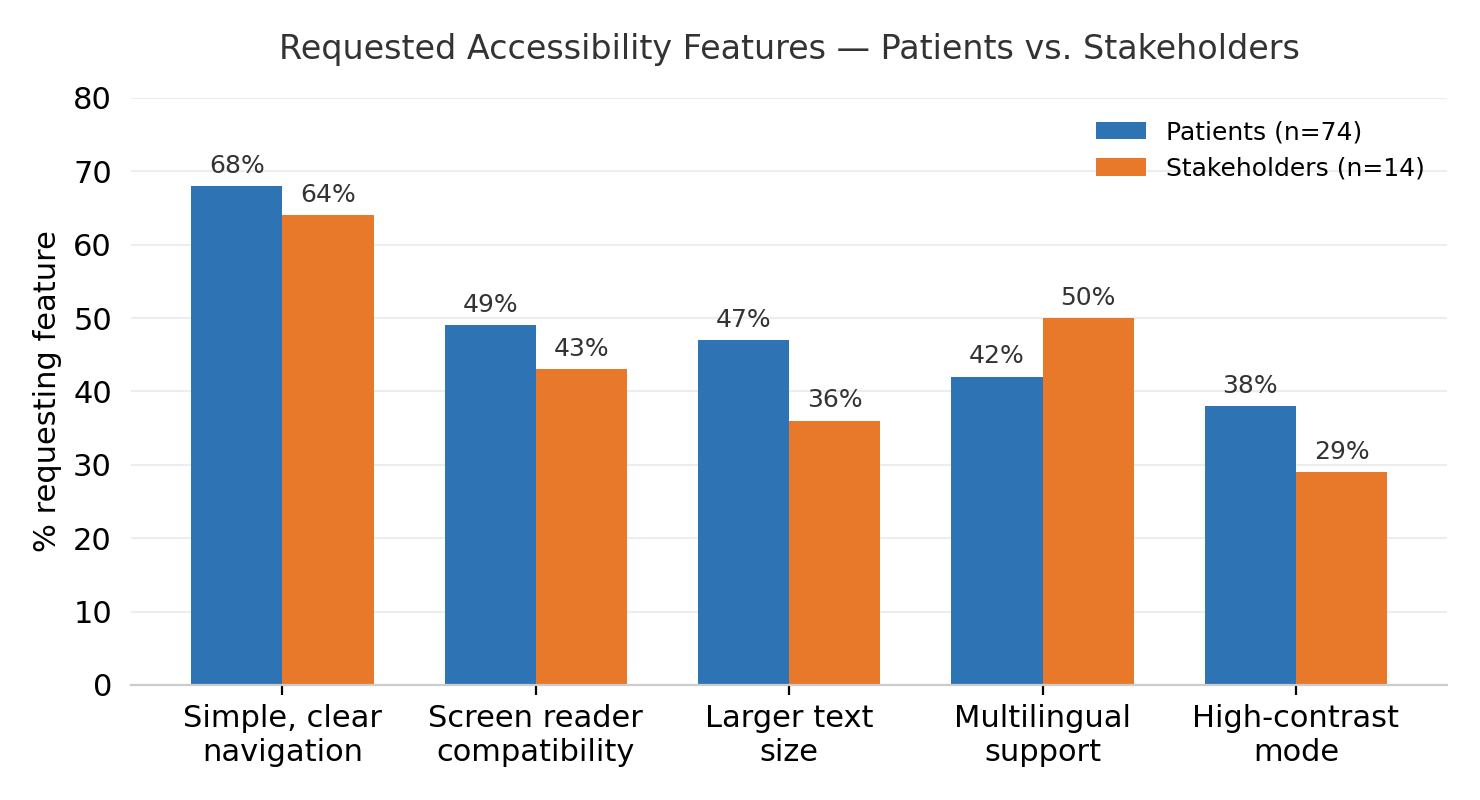 Requested Accessibility Features — Patients vs. Stakeholders
% requesting feature
80
70
60
50
40
30
20
10
0
Patients (n=74)
Stakeholders (n=14)
68%
64%
49%
43%
47%
36%
42%
50%
38%
29%
Simple, clear
navigation
Screen reader
compatibility
Larger text
size
Multilingual
support
High-contrast
mode